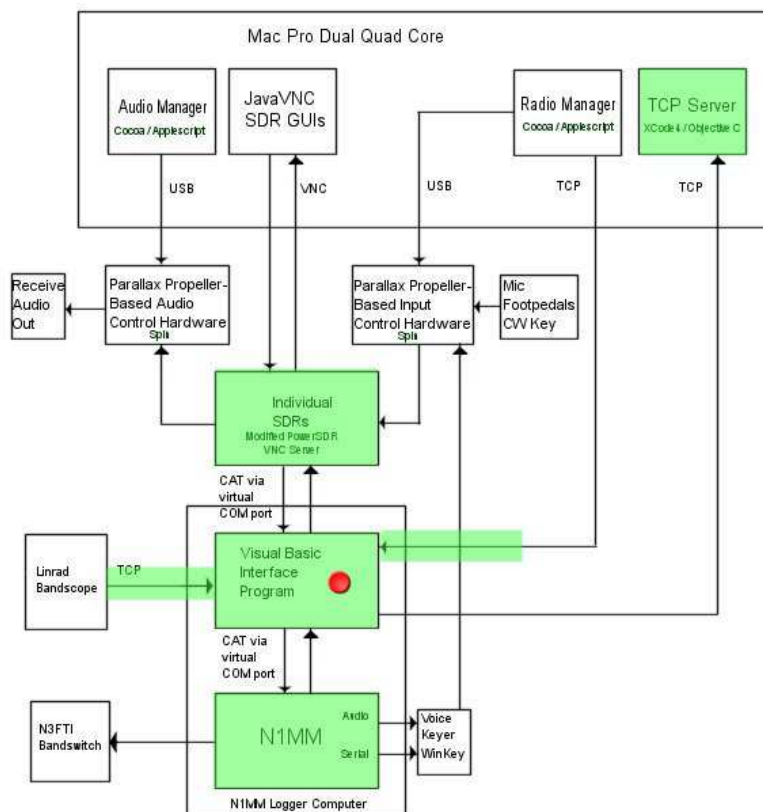 Mac Pro Dual Quad Core
Audio Manager
Cocoa / Applescript
JavaVNC
SDR GUIs
Radio Manager
Cocoa / Applescript
TCP Server
XCode4 / Objective C
USB
VNC
USB
TCP
TCP
Receive
Audio
Out
Parallax Propeller-
Based Audio
Control Hardware
Split
Parallax Propeller-
Based Input
Control Hardware
Split
Mic
Footpedals
CW Key
Individual
SDRs
Modified PowerSDR
VNC Server
CAT via
virtual
COM port
Linrad
Bandscope
TCP
Visual Basic
Interface
Program
CAT via
virtual
COM port
N3FTI
Bandswitch
N1MM
Audio
Serial
Voice
Keyer
WinKey
N1MM Logger Computer